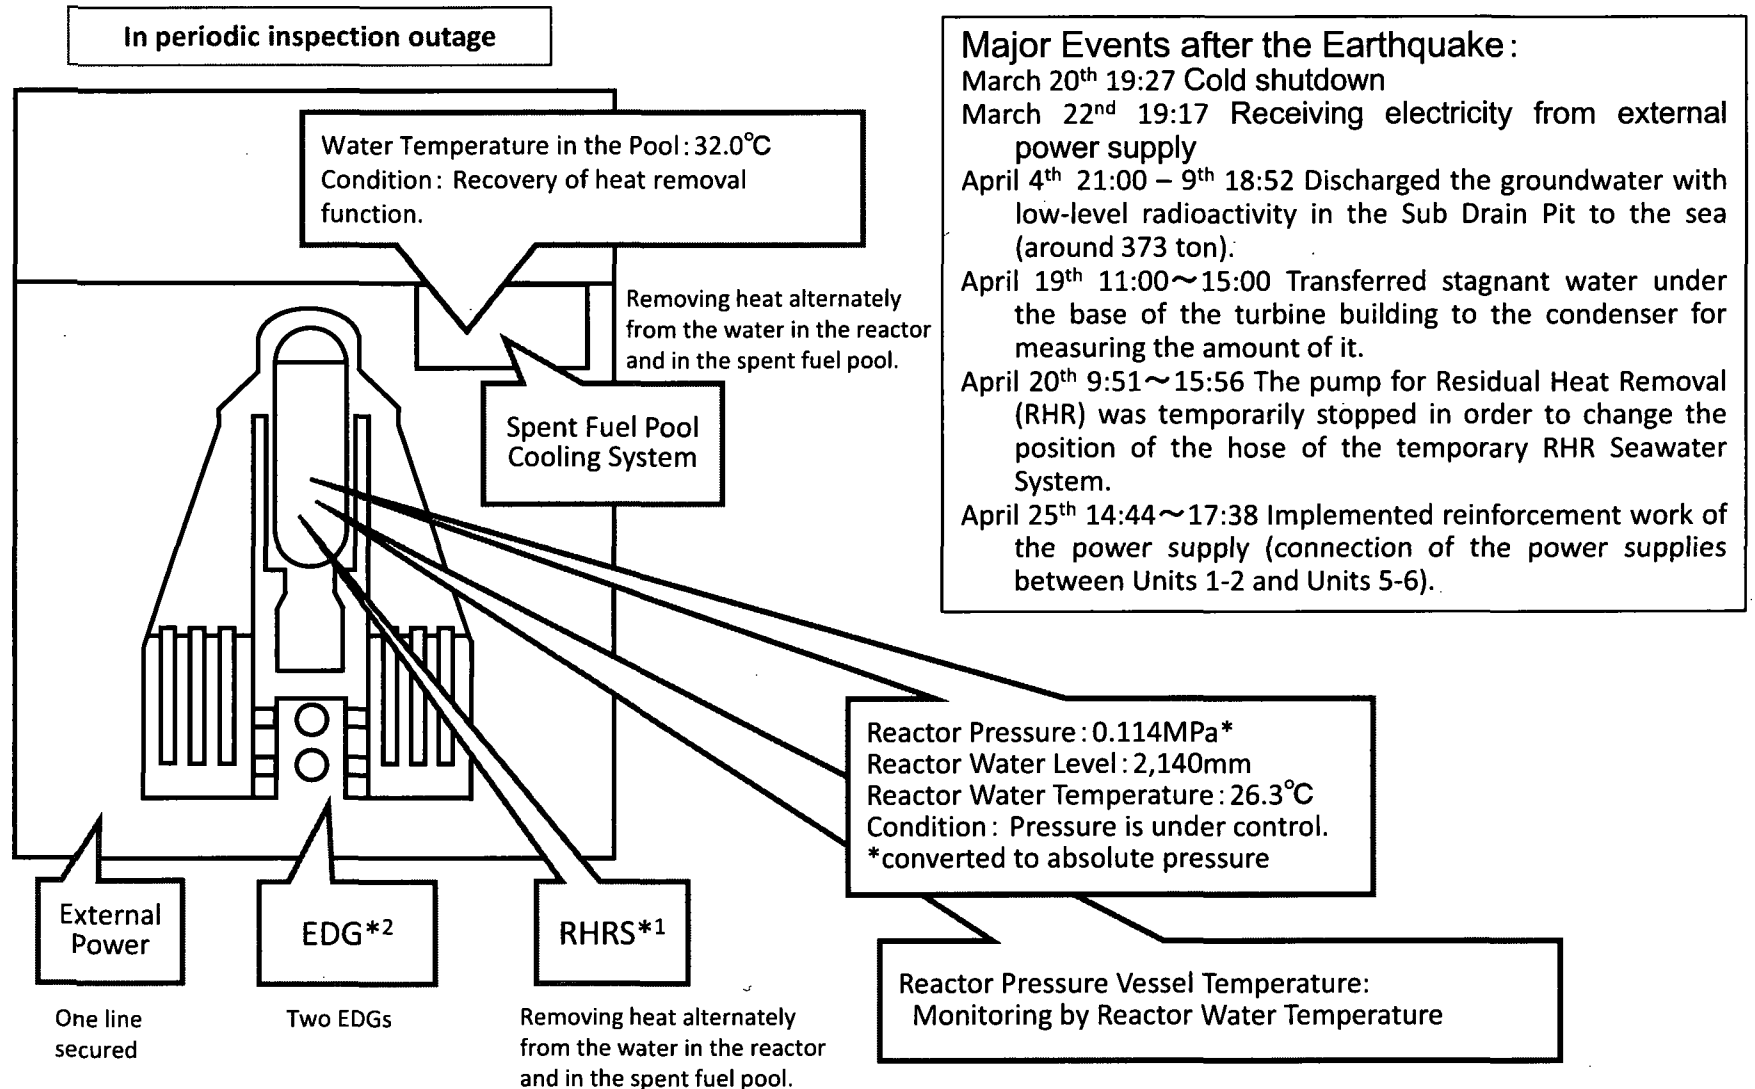 In periodic inspection outage
Major Events after the Earthquake:
March 20th 19:27 Cold shutdown
March 22nd 19:17 Receiving electricity from external
power supply
April 4th 21:00 – 9th 18:52 Discharged the groundwater with
low-level radioactivity in the Sub Drain Pit to the sea
(around 373 ton).
April 19th 11:00～15:00 Transferred stagnant water under
the base of the turbine building to the condenser for
measuring the amount of it.
April 20th 9:51～15:56 The pump for Residual Heat Removal
(RHR) was temporarily stopped in order to change the
position of the hose of the temporary RHR Seawater
System.
April 25th 14:44～17:38 Implemented reinforcement work of
the power supply (connection of the power supplies
between Units 1-2 and Units 5-6).
Water Temperature in the Pool: 32.0℃
Condition: Recovery of heat removal
function.
Removing heat alternately
from the water in the reactor
and in the spent fuel pool.
Spent Fuel Pool
Cooling System
Reactor Pressure: 0.114MPa*
Reactor Water Level: 2,140mm
Reactor Water Temperature: 26.3℃
Condition: Pressure is under control.
*converted to absolute pressure
External
Power
EDG*2
RHRS*1
Reactor Pressure Vessel Temperature:
Monitoring by Reactor Water Temperature
One line
secured
Two EDGs
Removing heat alternately
from the water in the reactor
and in the spent fuel pool.